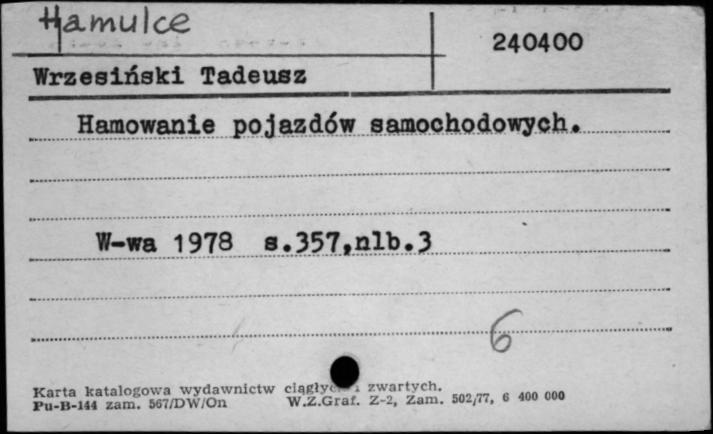 Hamulce
240400
Wrzesiński Tadeusz
Hamowanie pojazdów samochodowych.
W-wa 1978 s.357,nlb.3
6
Karta katalogowa wydawnictw i zwartych.
Pu-B-144 zam. 567/DW/On W.Z.Graf. Z-2, Zam. 502/77, 6 400 000